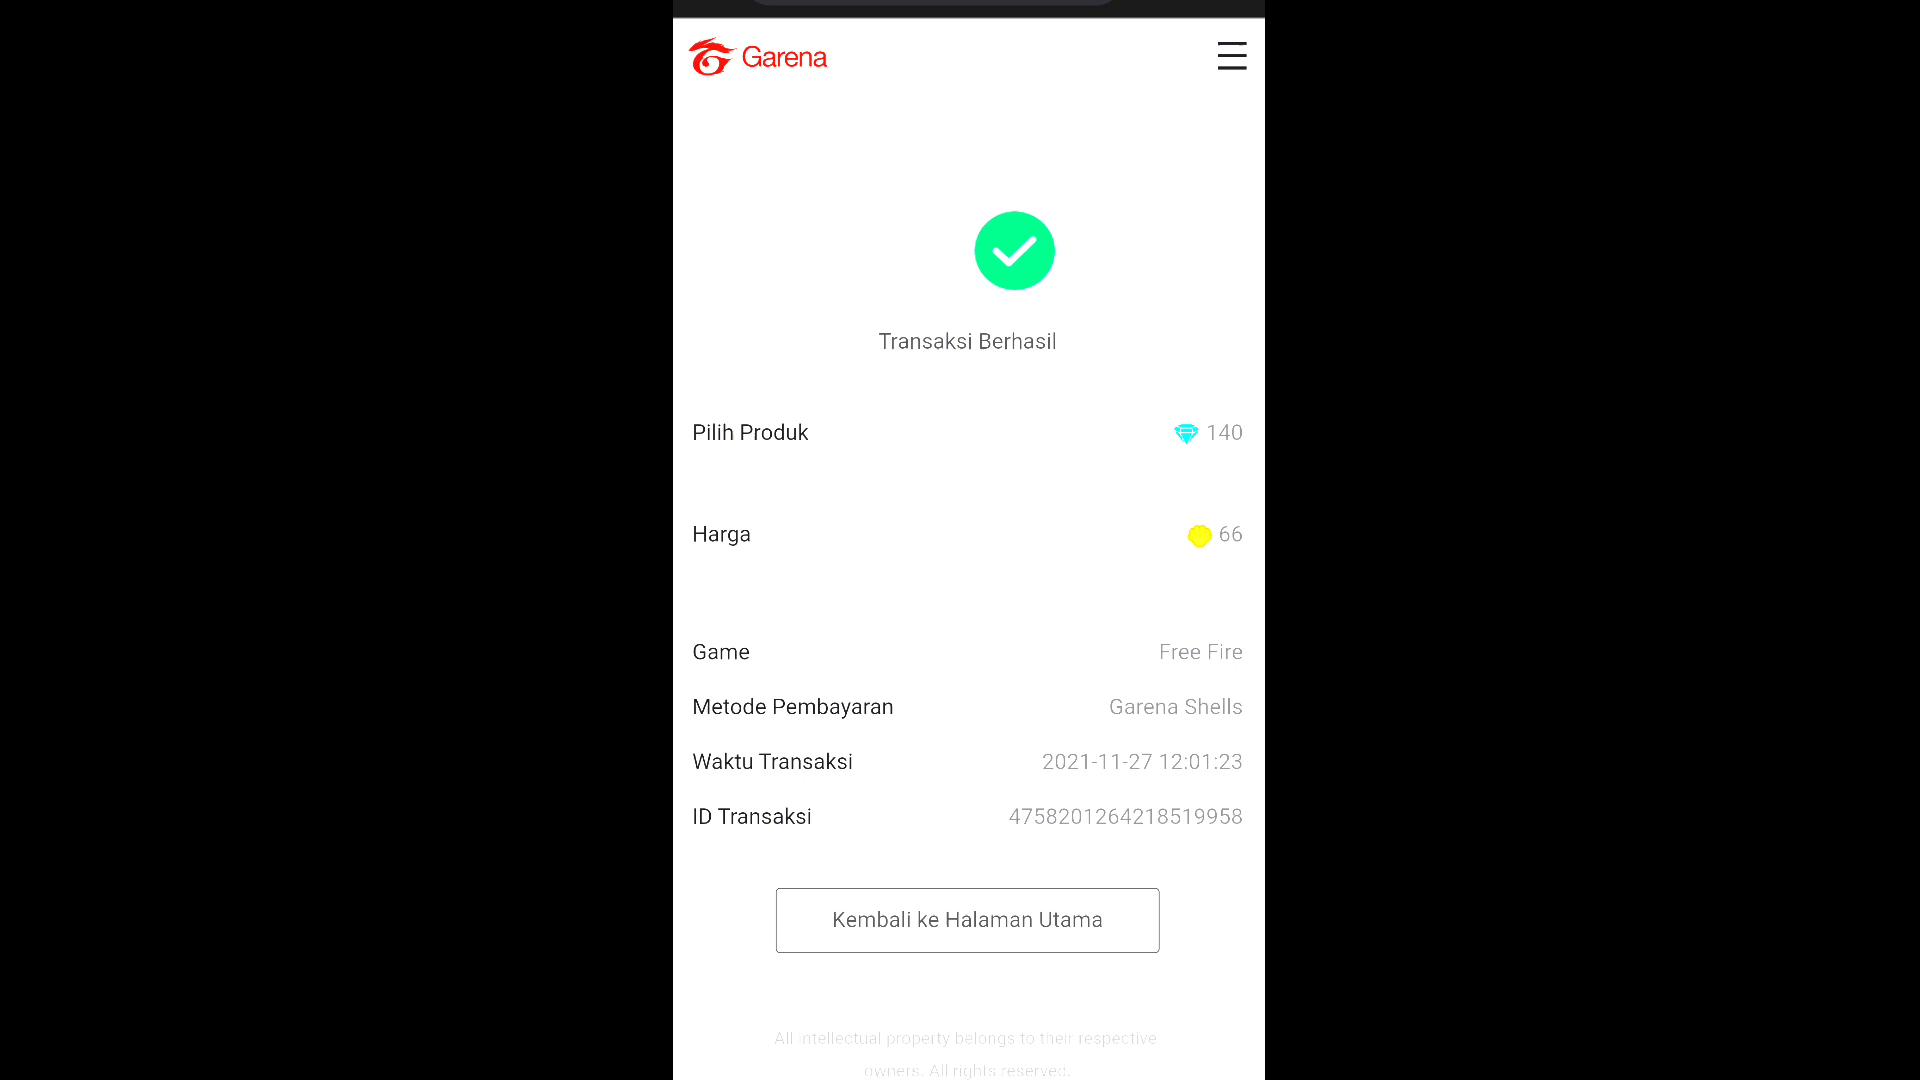 Garena
Transaksi Berhasil
Pilih Produk 140
Harga 66
Game Free Fire
Metode Pembayaran Garena Shells
Waktu Transaksi 2021-11-27 12:01:23
ID Transaksi 4758201264218519958
Kembali ke Halaman Utama
All intellectual property belongs to their respective
owners. All rights reserved.